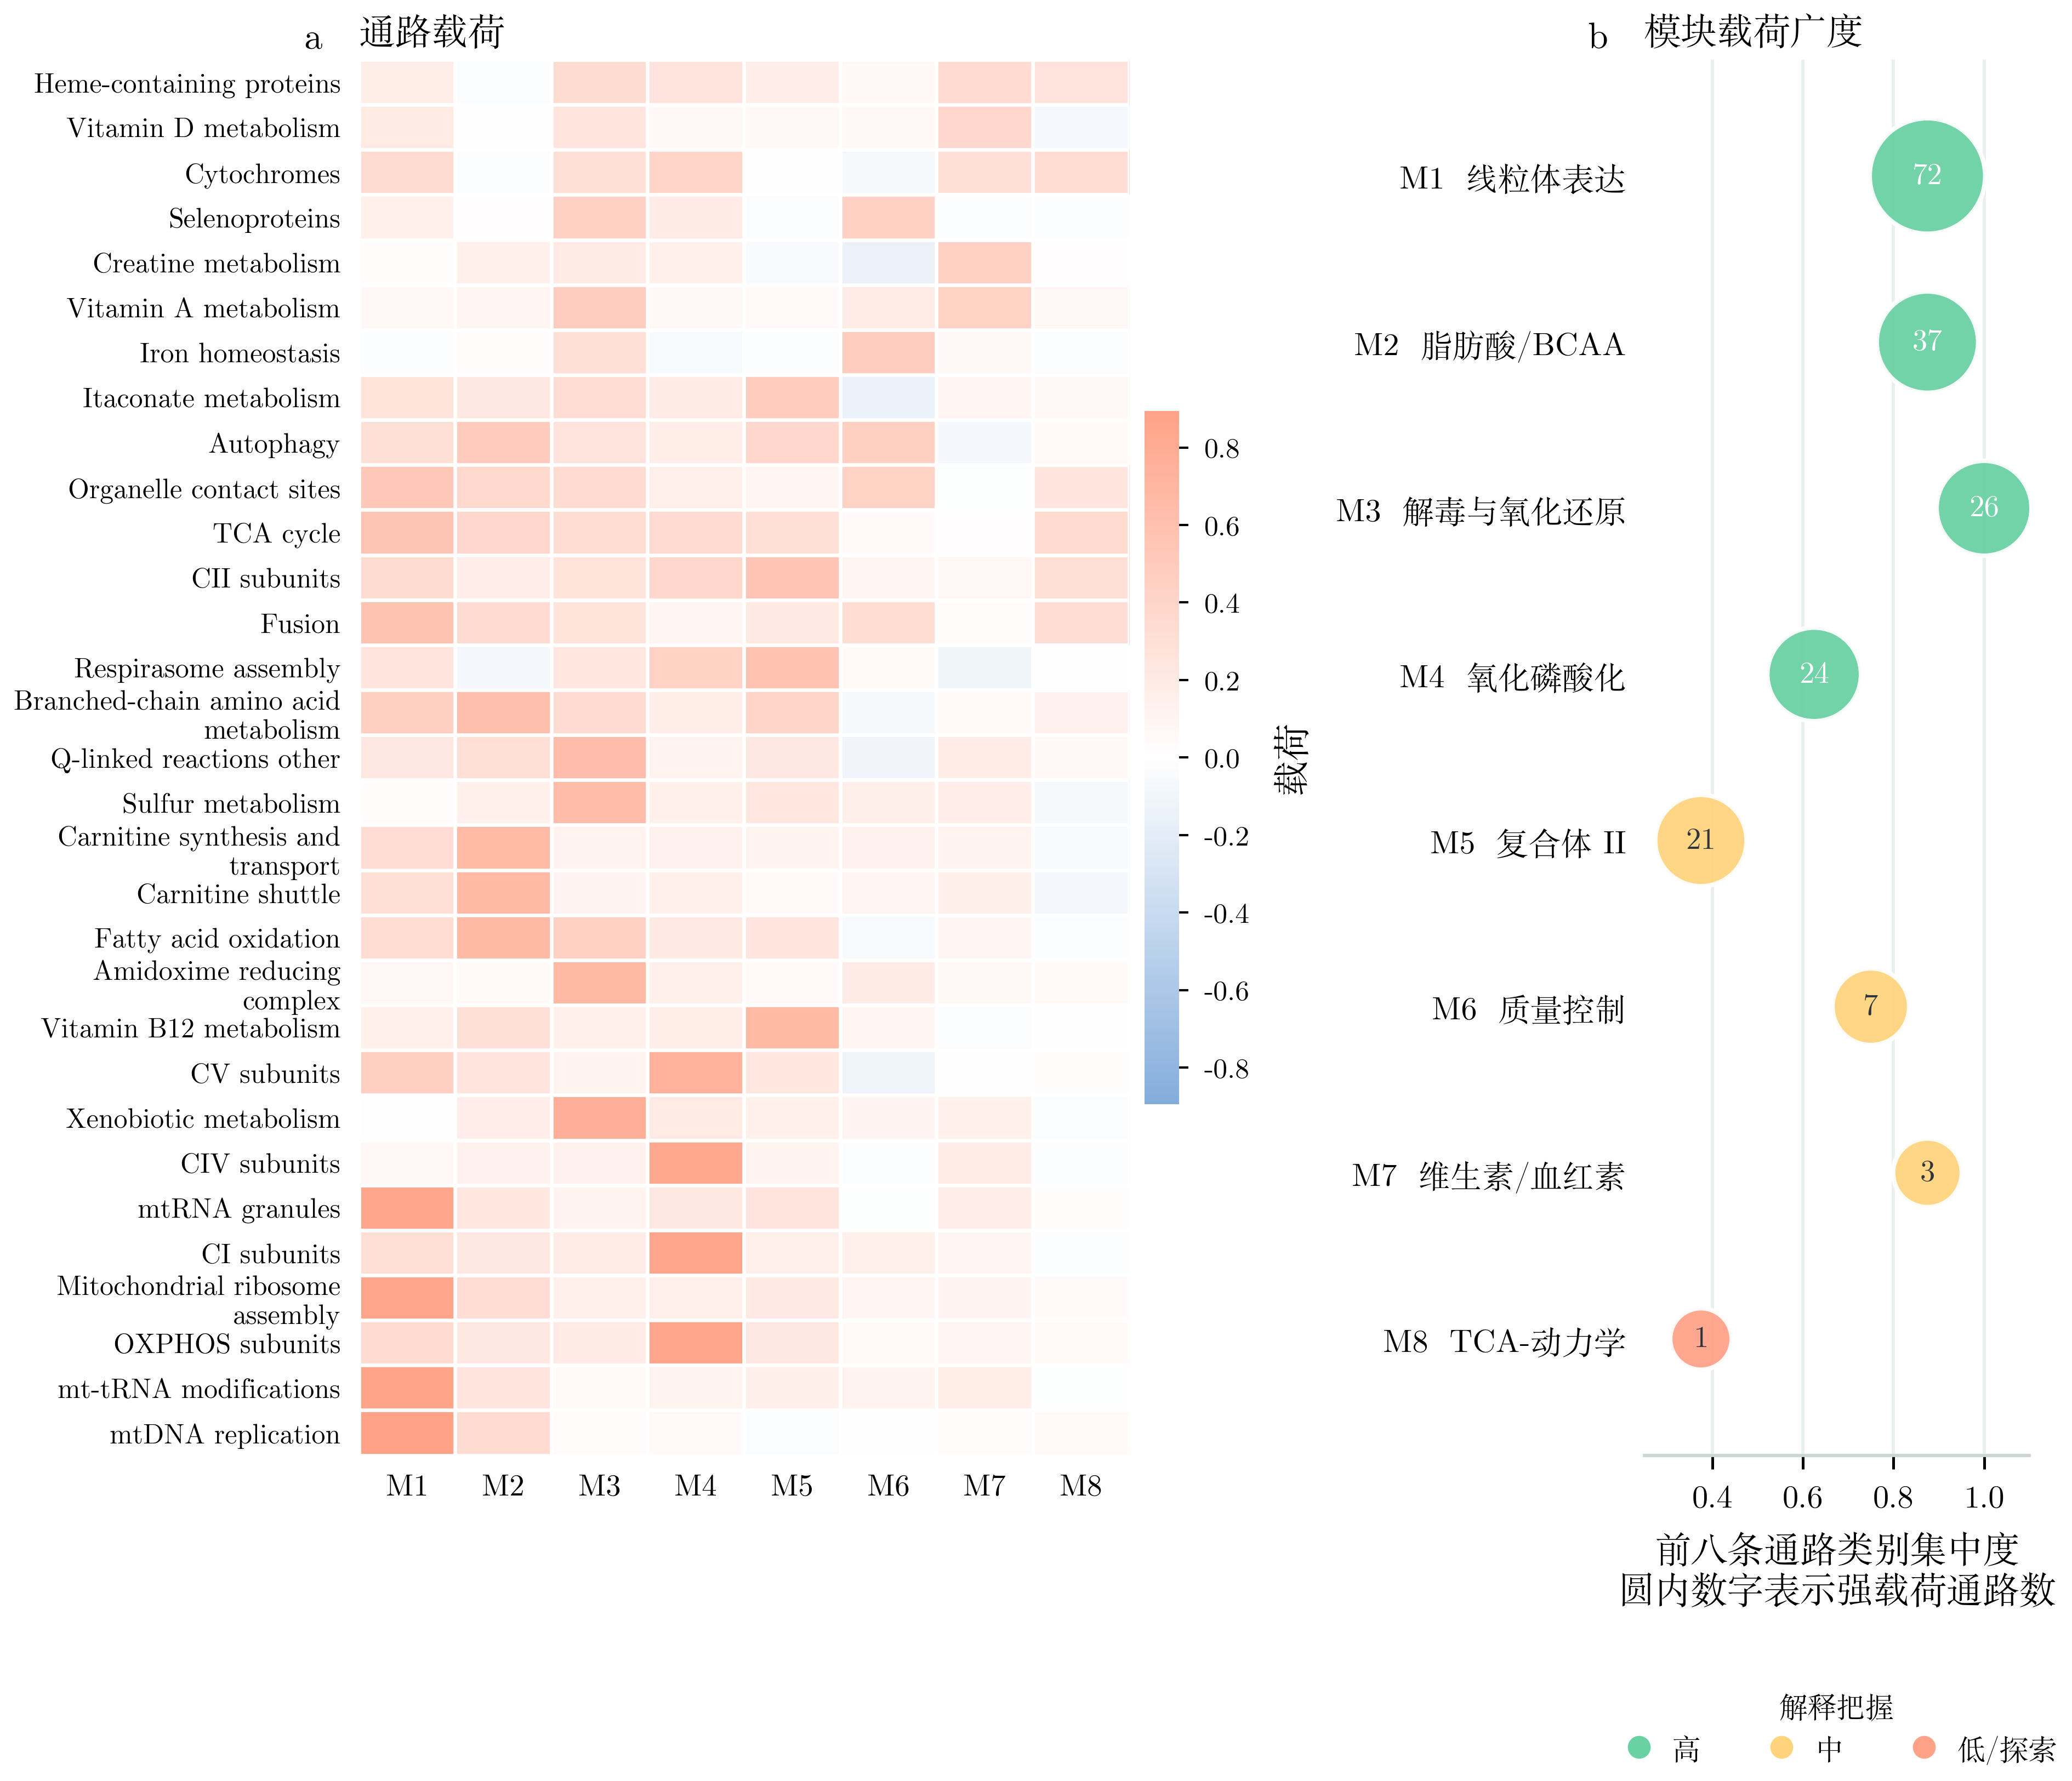 a 通路载荷
Heme-containing proteins
Vitamin D metabolism
Cytochromes
Selenoproteins
Creatine metabolism
Vitamin A metabolism
Iron homeostasis
Itaconate metabolism
Autophagy
Organelle contact sites
TCA cycle
CII subunits
Fusion
Respirasome assembly
Branched-chain amino acid
metabolism
Q-linked reactions other
Sulfur metabolism
Carnitine synthesis and
transport
Carnitine shuttle
Fatty acid oxidation
Amidoxime reducing
complex
Vitamin B12 metabolism
CV subunits
Xenobiotic metabolism
CIV subunits
mtRNA granules
CI subunits
Mitochondrial ribosome
assembly
OXPHOS subunits
mt-tRNA modifications
mtDNA replication
M1 M2 M3 M4 M5 M6 M7 M8
0.8
0.6
0.4
0.2
0.0
-0.2
-0.4
-0.6
-0.8
载荷
b 模块载荷广度
M1 线粒体表达 72
M2 脂肪酸/BCAA 37
M3 解毒与氧化还原 26
M4 氧化磷酸化 24
M5 复合体 II 21
M6 质量控制 7
M7 维生素/血红素 3
M8 TCA-动力学 1
0.4 0.6 0.8 1.0
前八条通路类别集中度
圆内数字表示强载荷通路数
解释把握
高 中 低/探索